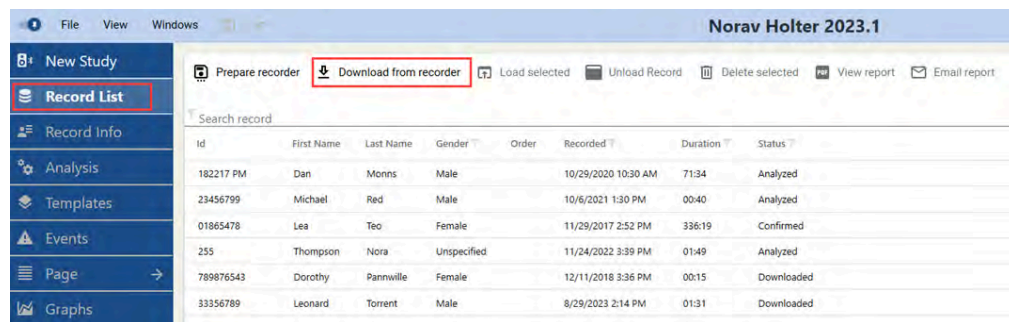 File View Windows Norav Holter 2023.1
New Study
Record List
Record Info
Analysis
Templates
Events
Page
Graphs
Prepare recorder Download from recorder Load selected Unload Record Delete selected PDF View report Email report
Search record
Id First Name Last Name Gender Order Recorded Duration Status
182217 PM Dan Monns Male 10/29/2020 10:30 AM 71:34 Analyzed
23456799 Michael Red Male 10/6/2021 1:30 PM 00:40 Analyzed
01865478 Lea Teo Female 11/29/2017 2:52 PM 336:19 Confirmed
255 Thompson Nora Unspecified 11/24/2022 3:39 PM 01:49 Analyzed
789876543 Dorothy Pannwille Female 12/11/2018 3:36 PM 00:15 Downloaded
33356789 Leonard Torrent Male 8/29/2023 2:14 PM 01:31 Downloaded